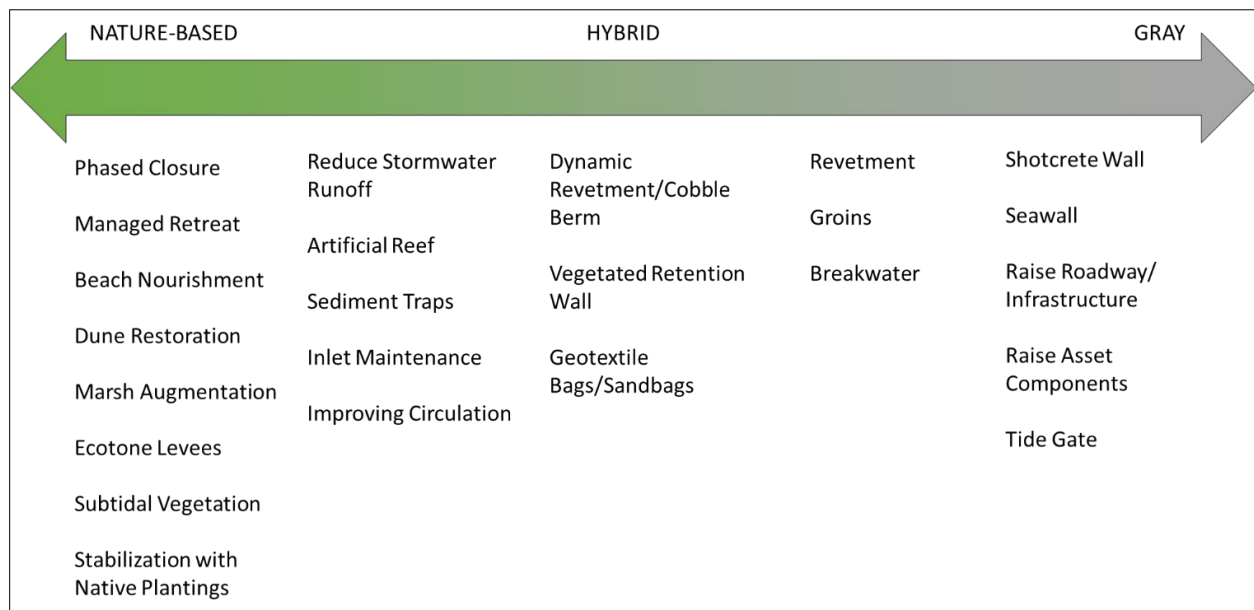 NATURE-BASED
HYBRID
GRAY
Phased Closure
Managed Retreat
Beach Nourishment
Dune Restoration
Marsh Augmentation
Ecotone Levees
Subtidal Vegetation
Stabilization with
Native Plantings
Reduce Stormwater
Runoff
Artificial Reef
Sediment Traps
Inlet Maintenance
Improving Circulation
Dynamic
Revetment/Cobble
Berm
Vegetated Retention
Wall
Geotextile
Bags/Sandbags
Revetment
Groins
Breakwater
Shotcrete Wall
Seawall
Raise Roadway/
Infrastructure
Raise Asset
Components
Tide Gate